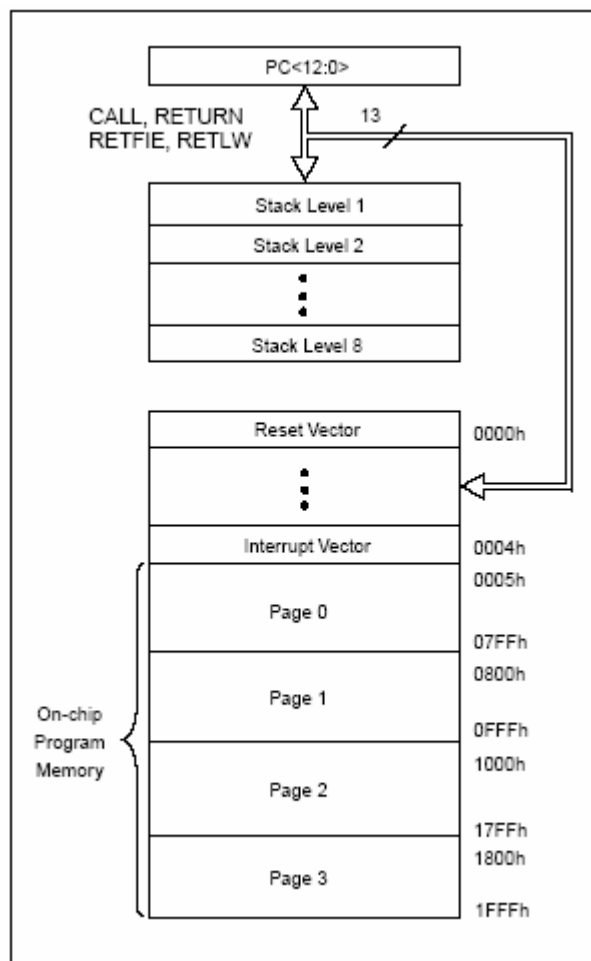 PC<12:0>
CALL, RETURN
RETFIE, RETLW
13
Stack Level 1
Stack Level 2
Stack Level 8
Reset Vector
0000h
Interrupt Vector
0004h
0005h
Page 0
07FFh
0800h
Page 1
0FFFh
On-chip
Program
Memory
1000h
Page 2
17FFh
1800h
Page 3
1FFFh